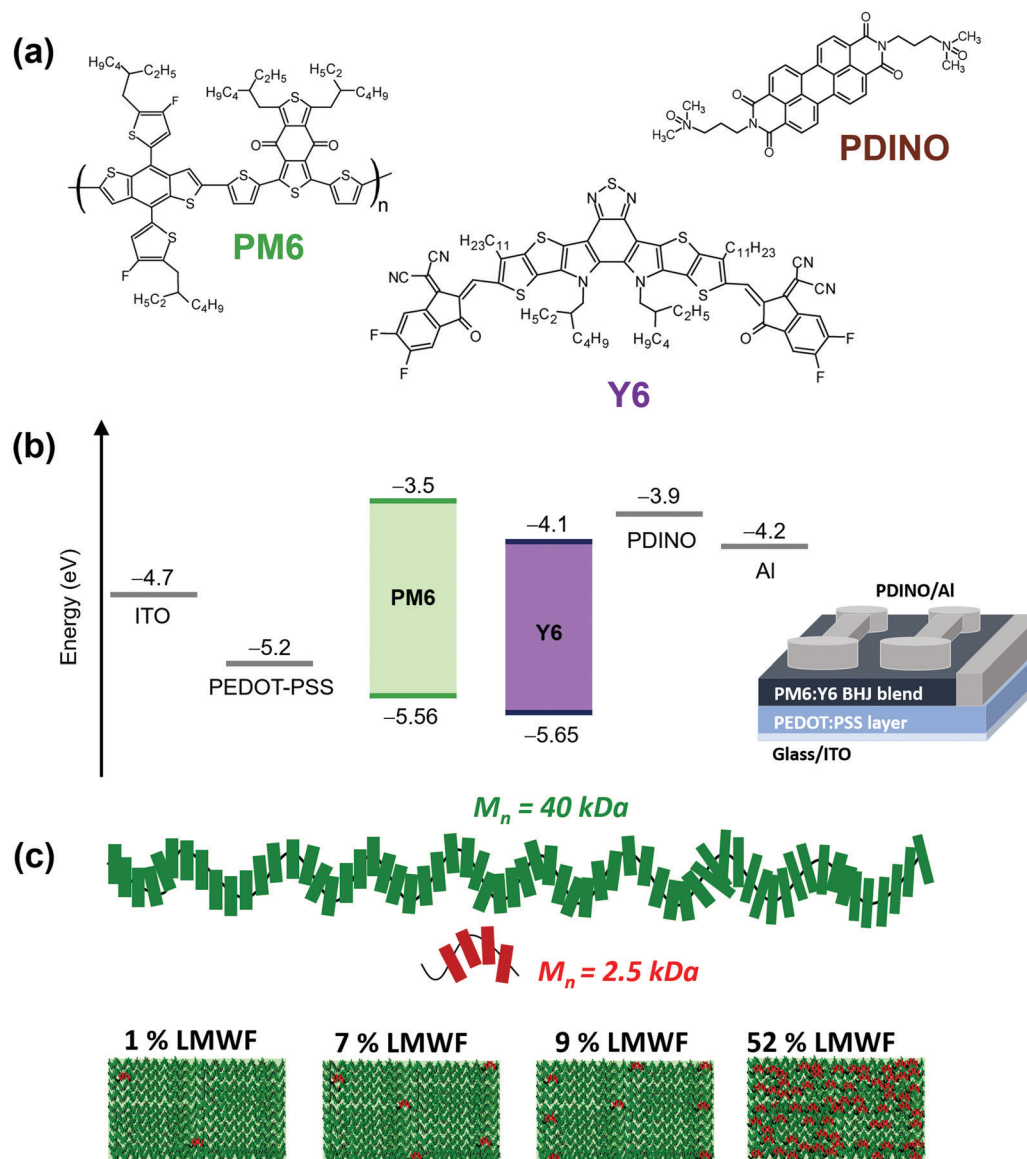 (a)
H9C4
C2H5
F
S
S
S
H5C2
H9C4
C2H5
C4H9
S
O
O
S
S
S
n
S
F
H5C2
C4H9
PM6
O
O
N
N
CH3
O
CH3
O
H3C
N
H3C
O
N
O
O
PDINO
S
N
N
H23C11
S
S
C11H23
NC
CN
S
N
N
S
CN
CN
O
H5C2
C4H9
C2H5
H9C4
O
F
F
F
F
Y6
(b)
Energy (eV)
–3.5
–3.9
–4.1
–4.2
PDINO
Al
–4.7
ITO
PM6
Y6
–5.2
PEDOT-PSS
–5.56
–5.65
PDINO/Al
PM6:Y6 BHJ blend
PEDOT:PSS layer
Glass/ITO
(c)
Mn = 40 kDa
Mn = 2.5 kDa
1 % LMWF
7 % LMWF
9 % LMWF
52 % LMWF